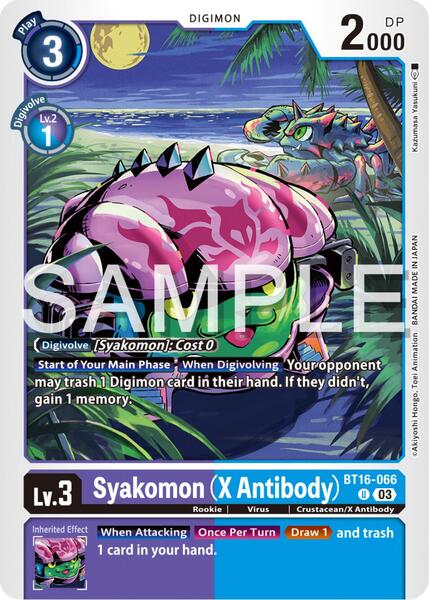 DIGIMON
Play
3
2000
DP
Digivolve
Lv.2
1
Kazumasa Yasukuni
SAMPLE
©Akiyoshi Hongo, Toei Animation BANDAI MADE IN JAPAN
Digivolve [Syakomon]: Cost 0
Start of Your Main Phase When Digivolving Your opponent
may trash 1 Digimon card in their hand. If they didn't,
gain 1 memory.
Lv.3 Syakomon (X Antibody) BT16-066
U 03
Rookie Virus Crustacean/X Antibody
Inherited Effect
When Attacking Once Per Turn Draw 1 and trash
1 card in your hand.